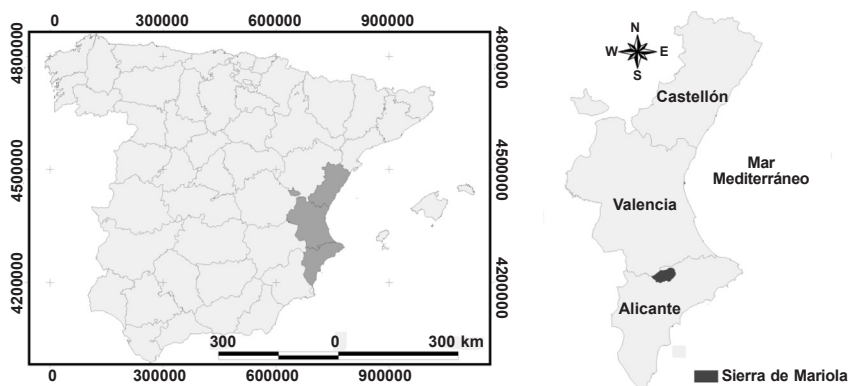 0 300000 600000 900000
4800000
4500000
4200000
4800000
4500000
4200000
300 0 300 km
0 300000 600000 900000
N
W E
S
Castellón
Mar
Mediterráneo
Valencia
Alicante
Sierra de Mariola